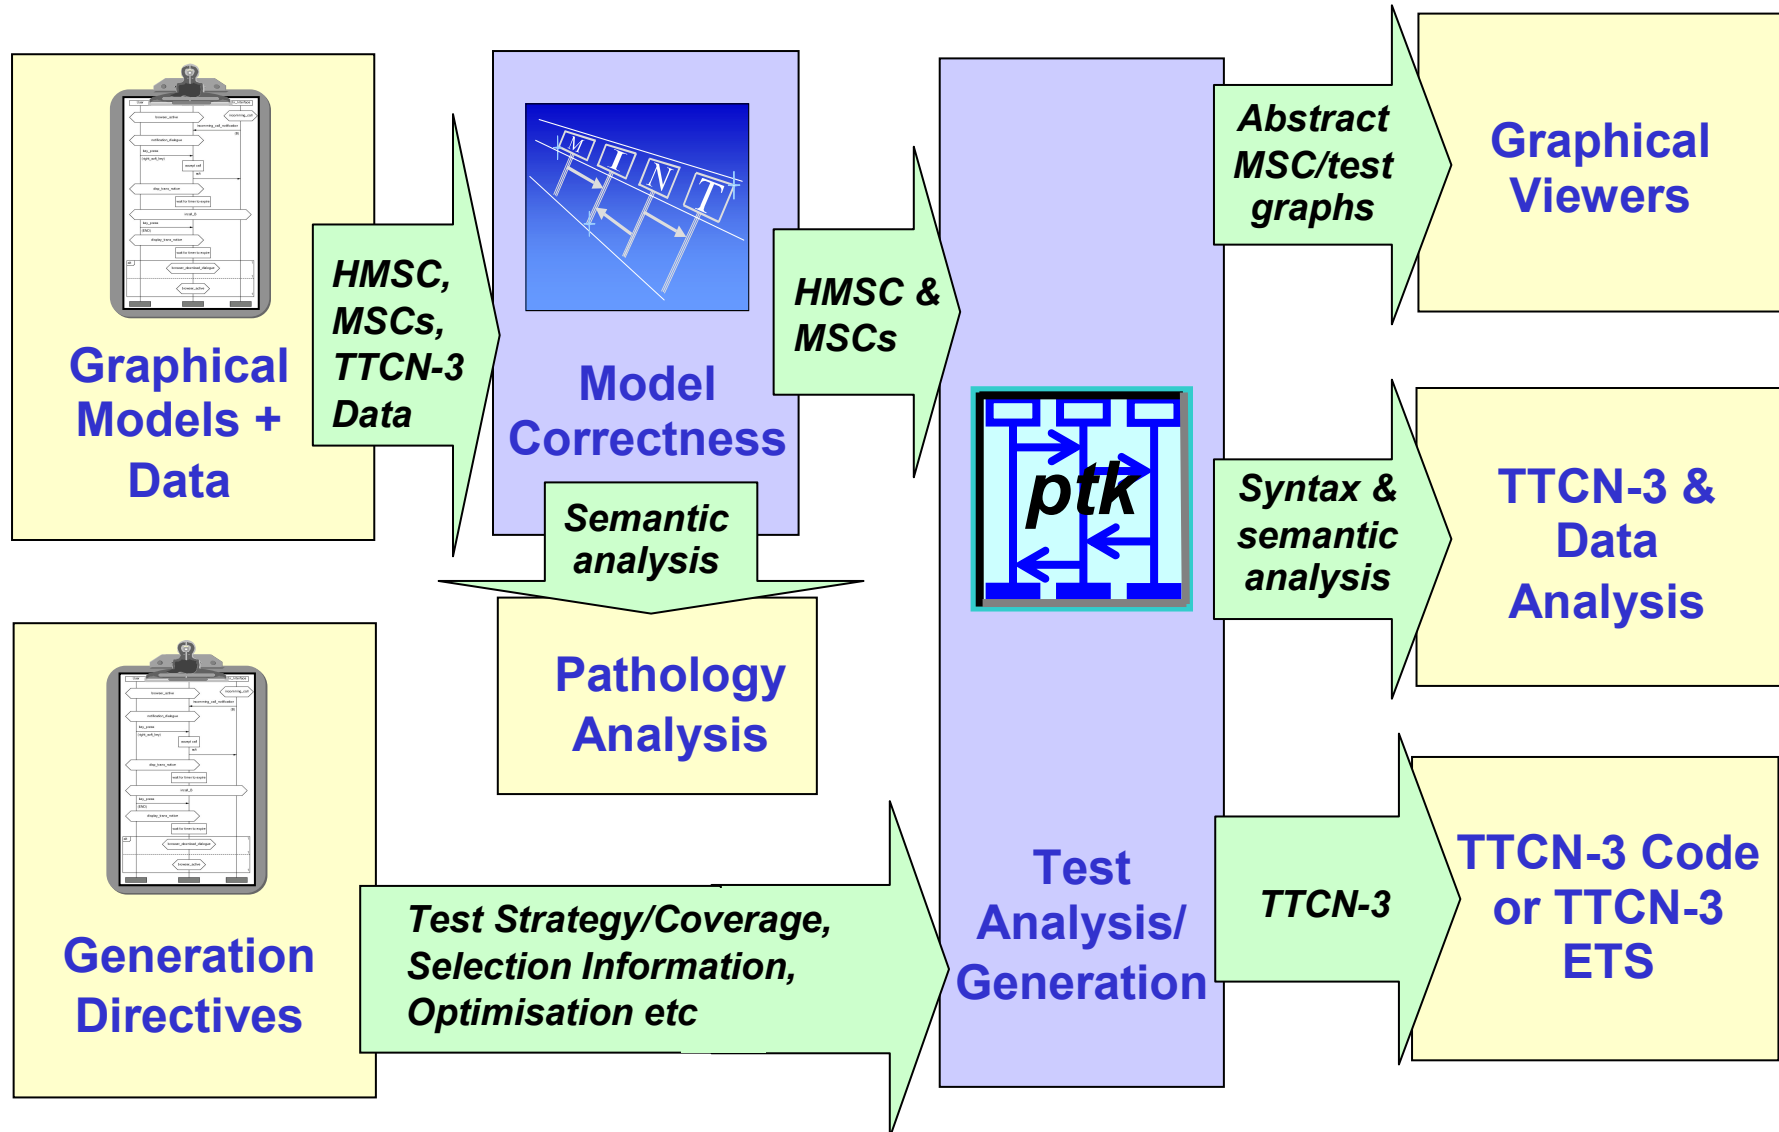 Graphical
Models +
Data
HMSC,
MSCs,
TTCN-3
Data
M I N T
Model
Correctness
HMSC &
MSCs
Semantic
analysis
Pathology
Analysis
ptk
Test
Analysis/
Generation
Abstract
MSC/test
graphs
Graphical
Viewers
Syntax &
semantic
analysis
TTCN-3 &
Data
Analysis
TTCN-3
TTCN-3 Code
or TTCN-3
ETS
Generation
Directives
Test Strategy/Coverage,
Selection Information,
Optimisation etc